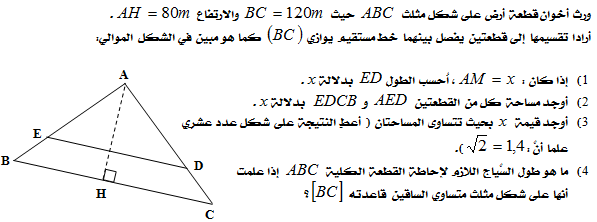 ورث أخوان قطعة أرض على شكل مثلث ABC حيث BC = 120m والارتفاع AH = 80m .
أرادا تقسيمها إلى قطعتين يفصل بينهما خط مستقيم يوازي (BC) كما هو مبين في الشكل الموالي:
1) إذا كان : AM = x ، أحسب الطول ED بدلالة x.
2) أوجد مساحة كل من القطعتين AED و EDCB بدلالة x.
3) أوجد قيمة x بحيث تتساوى المساحتان ( أعط النتيجة على شكل عدد عشري
علما أنَّ : √2 = 1,4 ).
4) ما هو طول السِّياج اللازم لإحاطة القطعة الكلية ABC إذا علمت
أنها على شكل مثلث متساوي الساقين قاعدته [BC] ؟
A
E
B
D
H
C